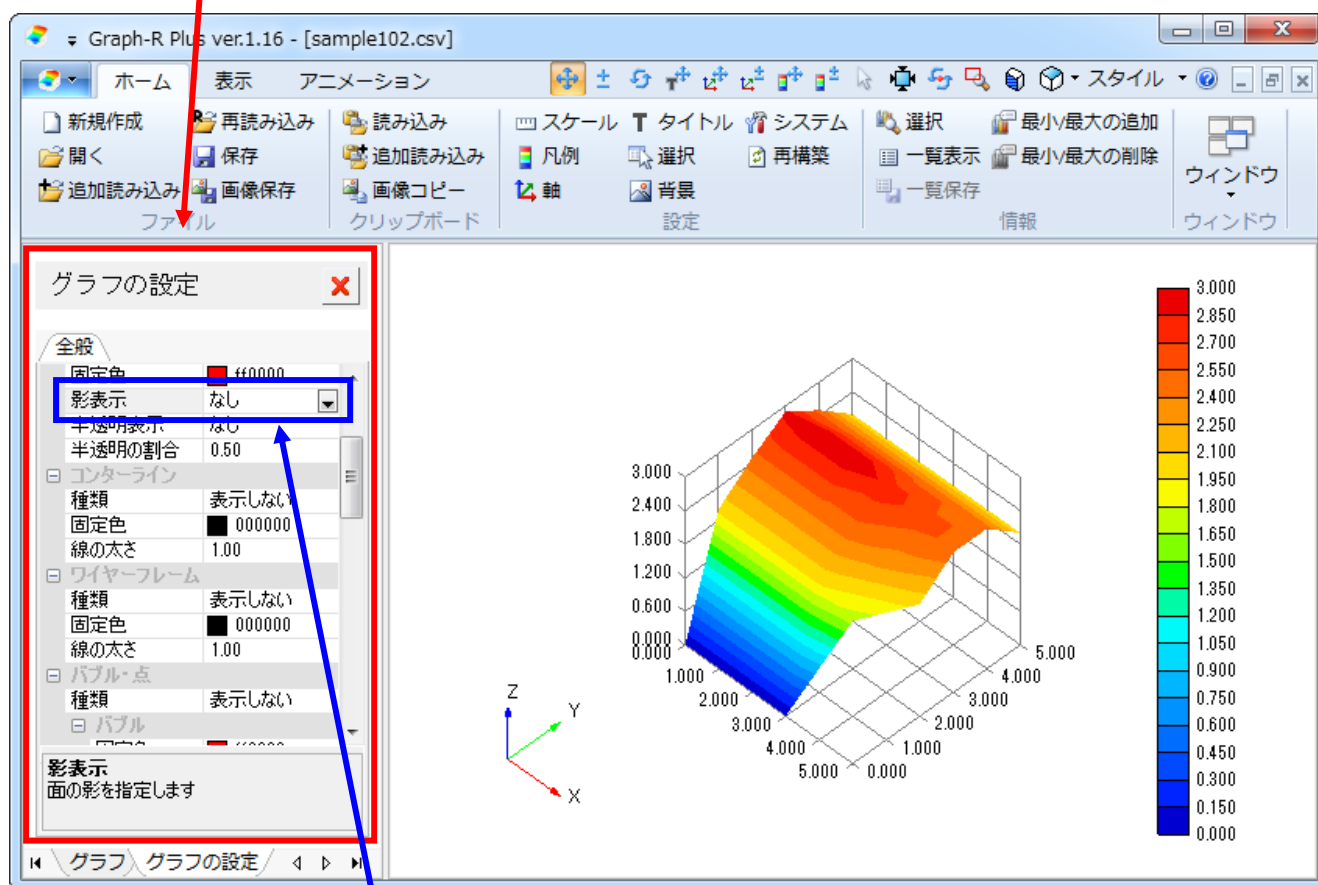 Graph-R Plus ver.1.16 - [sample102.csv]
ホーム 表示 アニメーション スタイル
新規作成 再読み込み 読み込み スケール タイトル システム 選択 最小/最大の追加
開く 保存 追加読み込み 凡例 選択 再構築 一覧表示 最小/最大の削除
追加読み込み 画像保存 画像コピー 軸 背景 一覧保存 ウィンドウ
ファイル クリップボード 設定 情報 ウィンドウ
グラフの設定
全般
固定色 ff0000
影表示 なし
半透明表示 なし
半透明の割合 0.50
コンターライン
種類 表示しない
固定色 000000
線の太さ 1.00
ワイヤーフレーム
種類 表示しない
固定色 000000
線の太さ 1.00
バブル・点
種類 表示しない
バブル
固定色 ff0000
影表示
面の影を指定します
グラフ グラフの設定
3.000
2.400
1.800
1.200
0.600
0.000
0.000
1.000
2.000
3.000
4.000
5.000
0.000
1.000
2.000
3.000
4.000
5.000
Z
Y
X
3.000
2.850
2.700
2.550
2.400
2.250
2.100
1.950
1.800
1.650
1.500
1.350
1.200
1.050
0.900
0.750
0.600
0.450
0.300
0.150
0.000